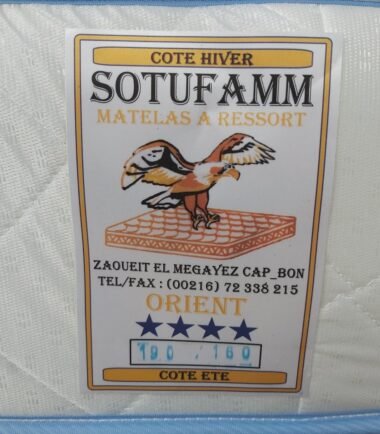 COTE HIVER
SOTUFAMM
MATELAS A RESSORT
ZAOUEIT EL MEGAYEZ CAP_BON
TEL/FAX : (00216) 72 338 215
ORIENT
190 / 160
COTE ETE